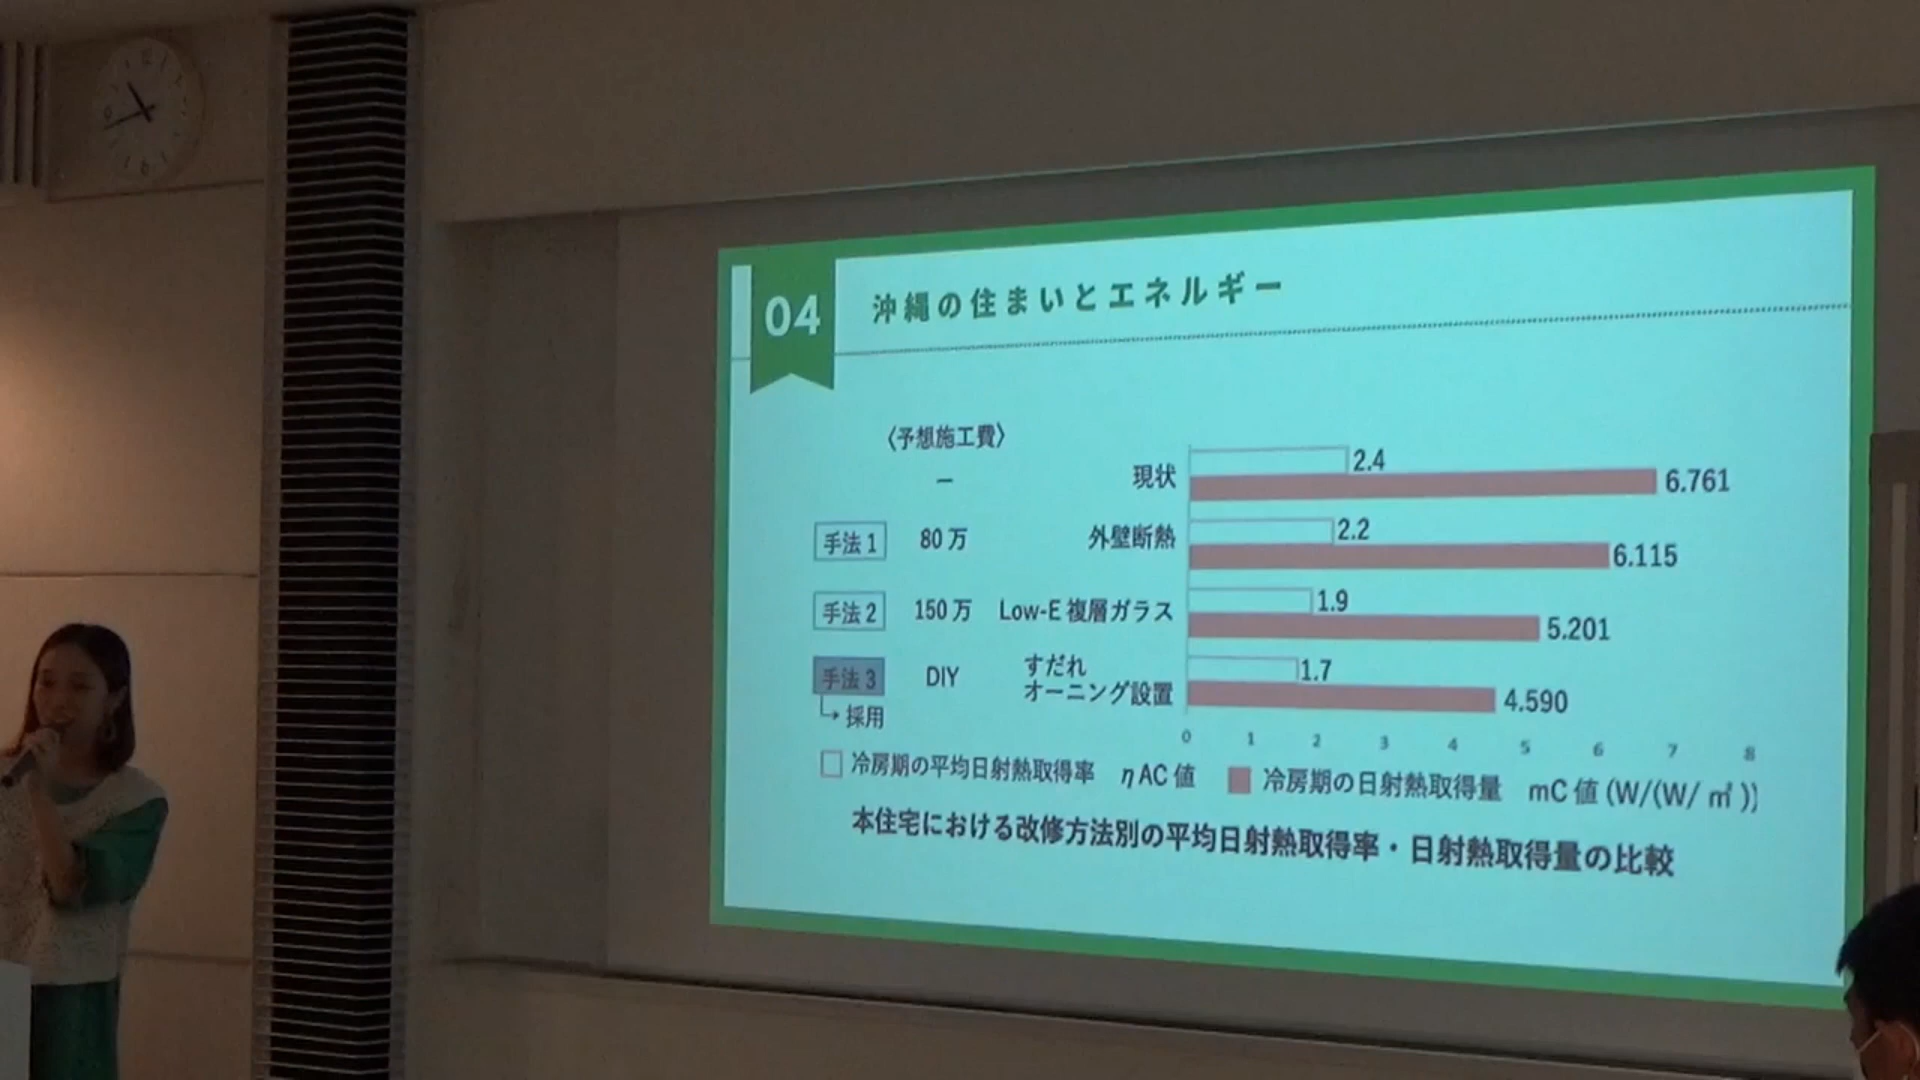 04 沖縄の住まいとエネルギー
〈予想施工費〉
ー 現状 2.4 6.761
手法1 80万 外壁断熱 2.2 6.115
手法2 150万 Low-E複層ガラス 1.9 5.201
手法3 DIY すだれ 1.7
オーニング設置 4.590
採用
0 1 2 3 4 5 6 7 8
冷房期の平均日射熱取得率 ηAC値 冷房期の日射熱取得量 mC値 (W/(W/㎡))
本住宅における改修方法別の平均日射熱取得率・日射熱取得量の比較